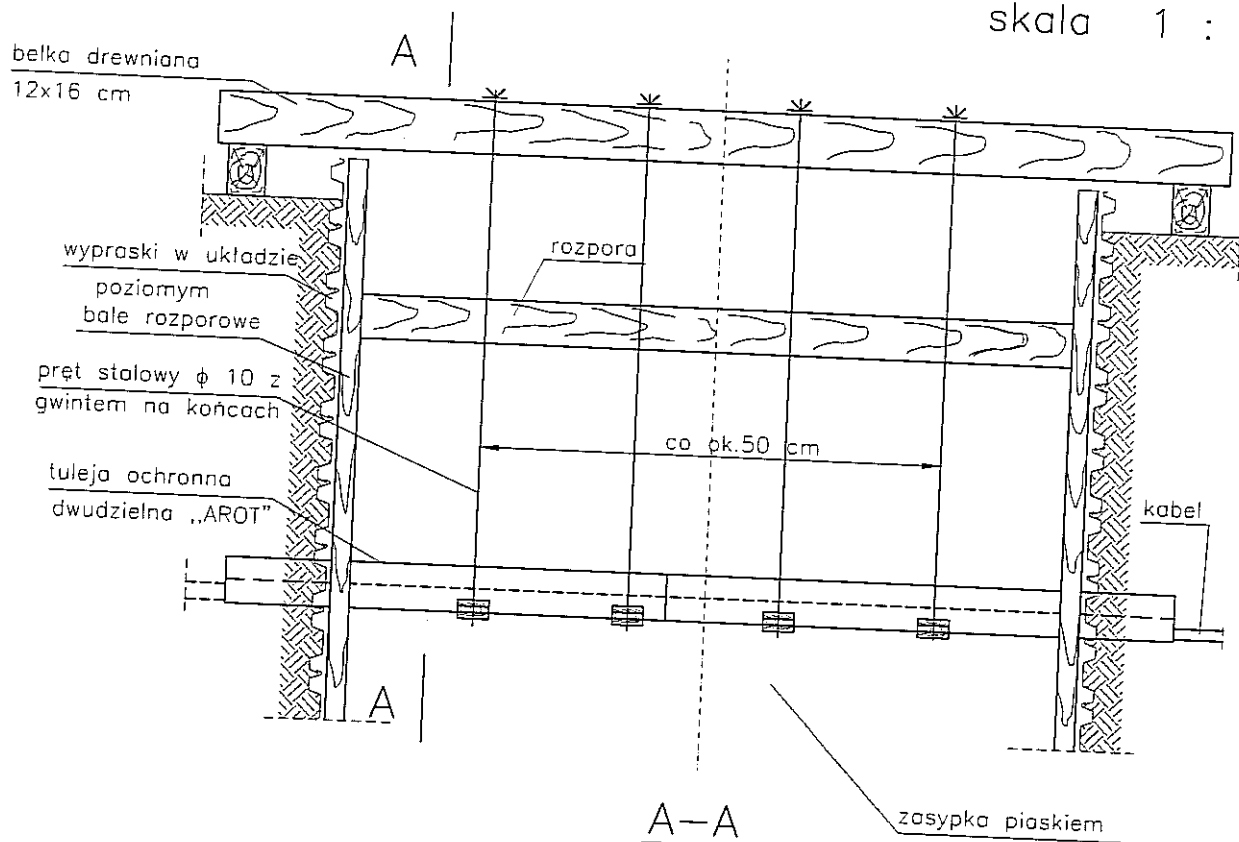 skala 1 :
A
belka drewniana
12x16 cm
wypraski w układzie
poziomym
bale rozporowe
rozpora
pręt stalowy ϕ 10 z
gwintem na końcach
co ok.50 cm
tuleja ochronna
dwudzielna „AROT"
kabel
A
A-A
zasypka piaskiem